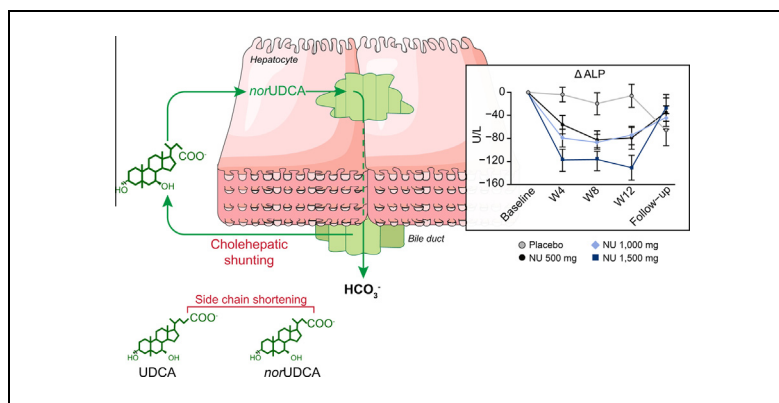 Hepatocyte
norUDCA
COO⁻
HO
OH
Cholehepatic
shunting
Bile duct
HCO₃⁻
Side chain shortening
COO⁻
HO
OH
UDCA
COO⁻
HO
OH
norUDCA
Δ ALP
U/L
0
−40
−80
−120
−160
Baseline
W4
W8
W12
Follow−up
Placebo
NU 500 mg
NU 1,000 mg
NU 1,500 mg